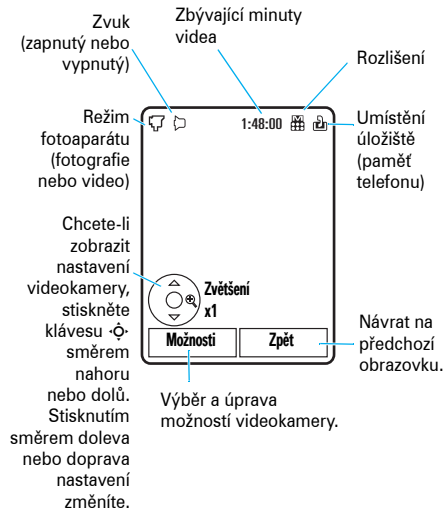 Zvuk
(zapnutý nebo
vypnutý)
Zbývající minuty
videa
Rozlišení
Režim
fotoaparátu
(fotografie
nebo video)
1:48:00
Umístění
úložiště
(paměť
telefonu)
Chcete-li
zobrazit
nastavení
videokamery,
stiskněte
klávesu
směrem
nahoru
nebo dolů.
Stisknutím
směrem doleva
nebo doprava
nastavení
změníte.
Zvětšení
x1
Možnosti
Zpět
Návrat na
předchozí
obrazovku.
Výběr a úprava
možností videokamery.